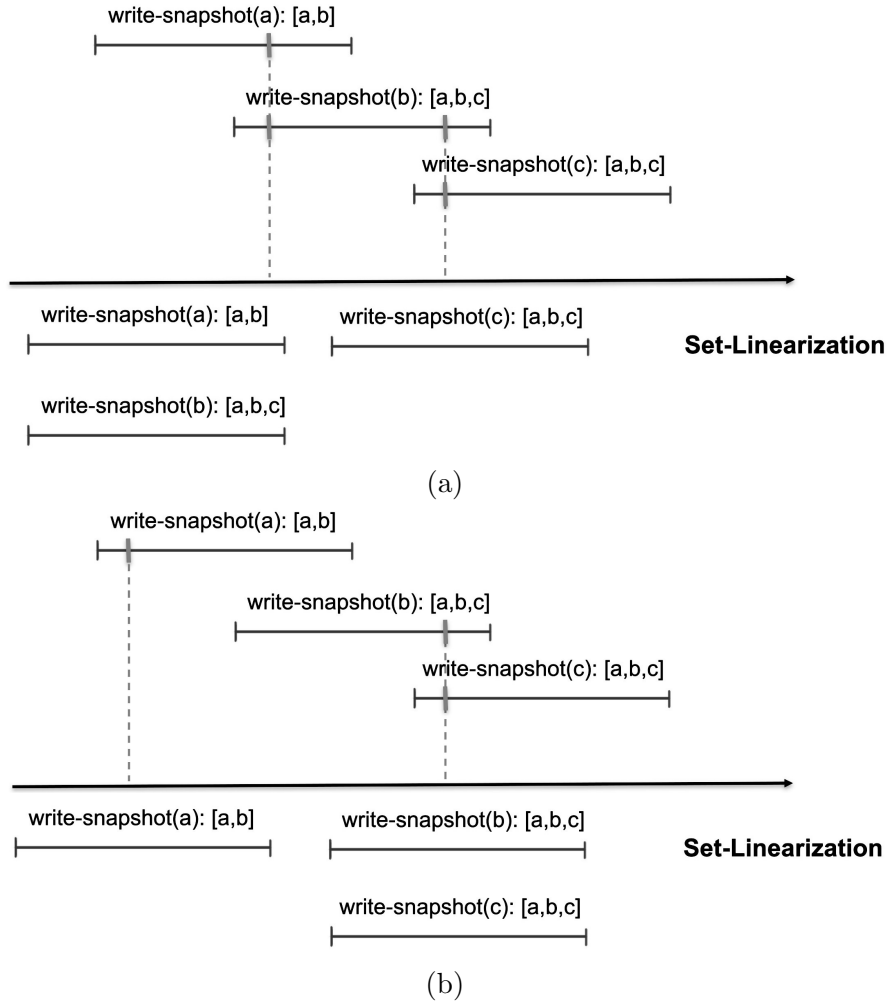 write-snapshot(a): [a,b]
write-snapshot(b): [a,b,c]
write-snapshot(c): [a,b,c]
write-snapshot(a): [a,b]
write-snapshot(c): [a,b,c]
Set-Linearization
write-snapshot(b): [a,b,c]
(a)
write-snapshot(a): [a,b]
write-snapshot(b): [a,b,c]
write-snapshot(c): [a,b,c]
write-snapshot(a): [a,b]
write-snapshot(b): [a,b,c]
Set-Linearization
write-snapshot(c): [a,b,c]
(b)